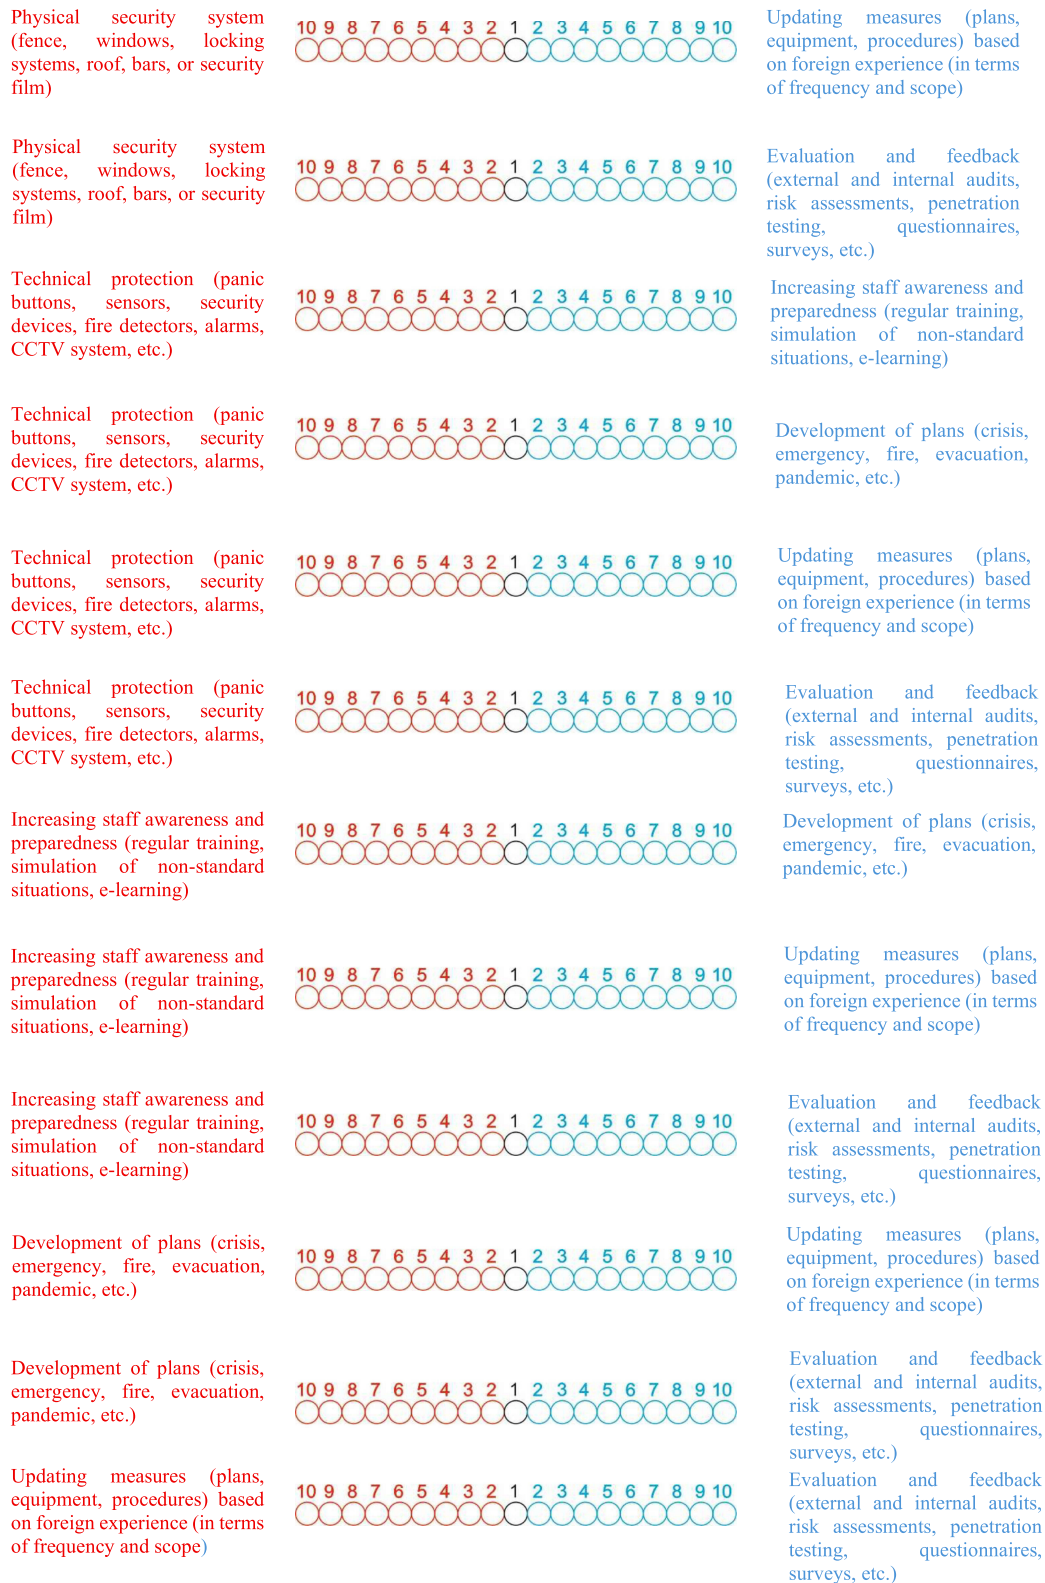 Physical security system
(fence, windows, locking
systems, roof, bars, or security
film)
10 9 8 7 6 5 4 3 2 1 2 3 4 5 6 7 8 9 10
Updating measures (plans,
equipment, procedures) based
on foreign experience (in terms
of frequency and scope)
Physical security system
(fence, windows, locking
systems, roof, bars, or security
film)
10 9 8 7 6 5 4 3 2 1 2 3 4 5 6 7 8 9 10
Evaluation and feedback
(external and internal audits,
risk assessments, penetration
testing, questionnaires,
surveys, etc.)
Technical protection (panic
buttons, sensors, security
devices, fire detectors, alarms,
CCTV system, etc.)
10 9 8 7 6 5 4 3 2 1 2 3 4 5 6 7 8 9 10
Increasing staff awareness and
preparedness (regular training,
simulation of non-standard
situations, e-learning)
Technical protection (panic
buttons, sensors, security
devices, fire detectors, alarms,
CCTV system, etc.)
10 9 8 7 6 5 4 3 2 1 2 3 4 5 6 7 8 9 10
Development of plans (crisis,
emergency, fire, evacuation,
pandemic, etc.)
Technical protection (panic
buttons, sensors, security
devices, fire detectors, alarms,
CCTV system, etc.)
10 9 8 7 6 5 4 3 2 1 2 3 4 5 6 7 8 9 10
Updating measures (plans,
equipment, procedures) based
on foreign experience (in terms
of frequency and scope)
Technical protection (panic
buttons, sensors, security
devices, fire detectors, alarms,
CCTV system, etc.)
10 9 8 7 6 5 4 3 2 1 2 3 4 5 6 7 8 9 10
Evaluation and feedback
(external and internal audits,
risk assessments, penetration
testing, questionnaires,
surveys, etc.)
Increasing staff awareness and
preparedness (regular training,
simulation of non-standard
situations, e-learning)
10 9 8 7 6 5 4 3 2 1 2 3 4 5 6 7 8 9 10
Development of plans (crisis,
emergency, fire, evacuation,
pandemic, etc.)
Increasing staff awareness and
preparedness (regular training,
simulation of non-standard
situations, e-learning)
10 9 8 7 6 5 4 3 2 1 2 3 4 5 6 7 8 9 10
Updating measures (plans,
equipment, procedures) based
on foreign experience (in terms
of frequency and scope)
Increasing staff awareness and
preparedness (regular training,
simulation of non-standard
situations, e-learning)
10 9 8 7 6 5 4 3 2 1 2 3 4 5 6 7 8 9 10
Evaluation and feedback
(external and internal audits,
risk assessments, penetration
testing, questionnaires,
surveys, etc.)
Development of plans (crisis,
emergency, fire, evacuation,
pandemic, etc.)
10 9 8 7 6 5 4 3 2 1 2 3 4 5 6 7 8 9 10
Updating measures (plans,
equipment, procedures) based
on foreign experience (in terms
of frequency and scope)
Development of plans (crisis,
emergency, fire, evacuation,
pandemic, etc.)
10 9 8 7 6 5 4 3 2 1 2 3 4 5 6 7 8 9 10
Evaluation and feedback
(external and internal audits,
risk assessments, penetration
testing, questionnaires,
surveys, etc.)
Updating measures (plans,
equipment, procedures) based
on foreign experience (in terms
of frequency and scope)
10 9 8 7 6 5 4 3 2 1 2 3 4 5 6 7 8 9 10
Evaluation and feedback
(external and internal audits,
risk assessments, penetration
testing, questionnaires,
surveys, etc.)